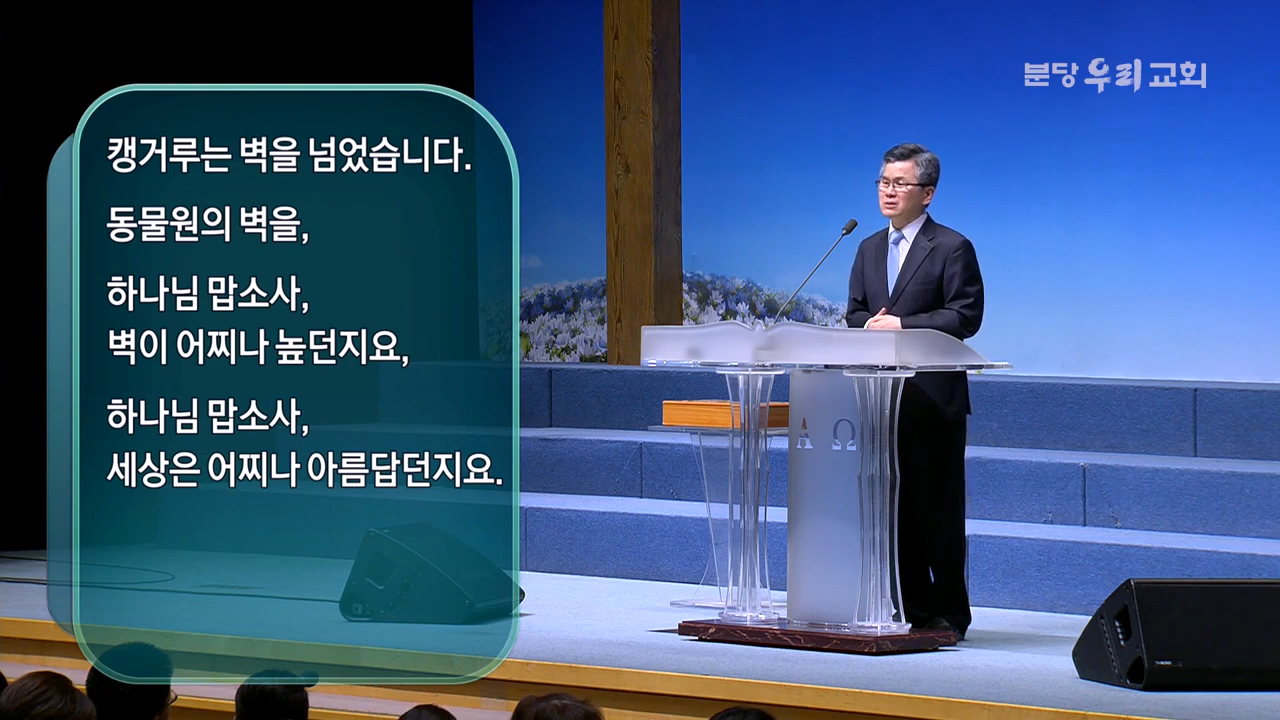 분당우리교회
캥거루는 벽을 넘었습니다.
동물원의 벽을,
하나님 맙소사,
벽이 어찌나 높던지요,
하나님 맙소사,
세상은 어찌나 아름답던지요.
Α Ω